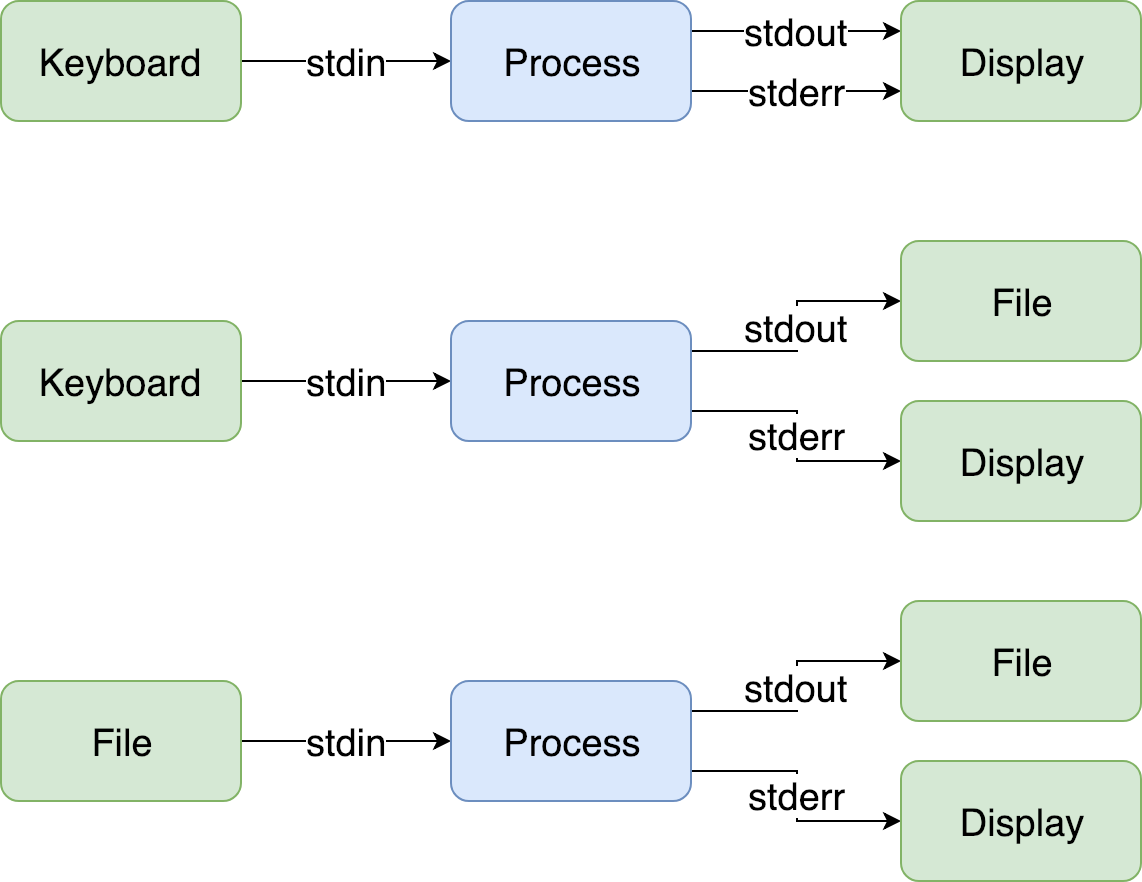 Keyboard
stdin
Process
stdout
stderr
Display
Keyboard
stdin
Process
stdout
stderr
File
Display
File
stdin
Process
stdout
stderr
File
Display